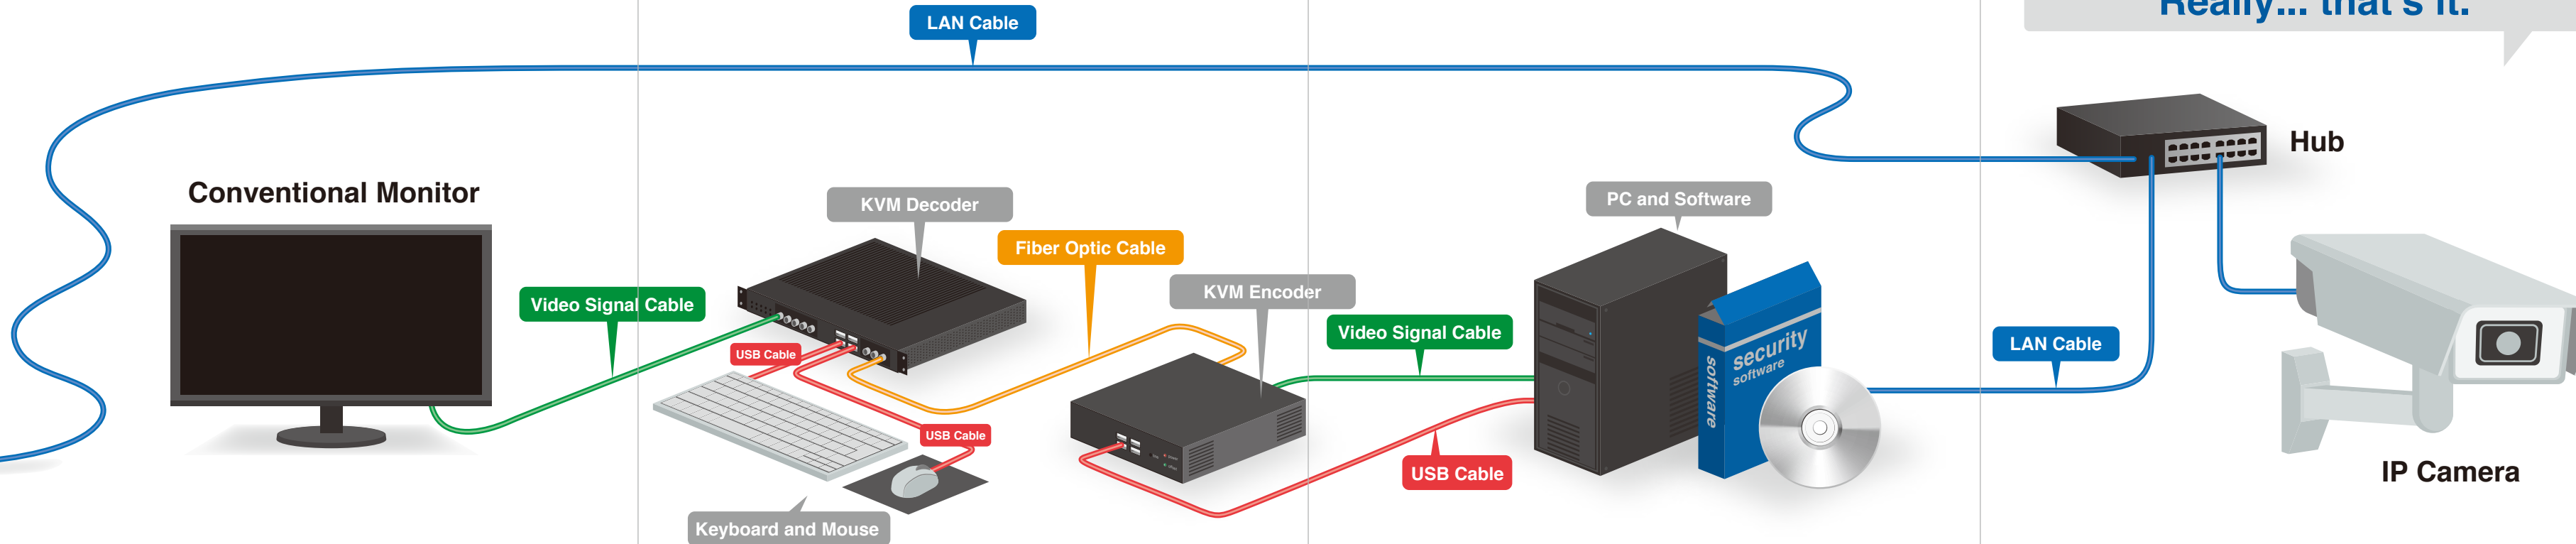 LAN Cable
Really... that's it.
Hub
Conventional Monitor
KVM Decoder
PC and Software
Fiber Optic Cable
KVM Encoder
Video Signal Cable
Video Signal Cable
USB Cable
LAN Cable
security
software
software
USB Cable
USB Cable
IP Camera
Keyboard and Mouse